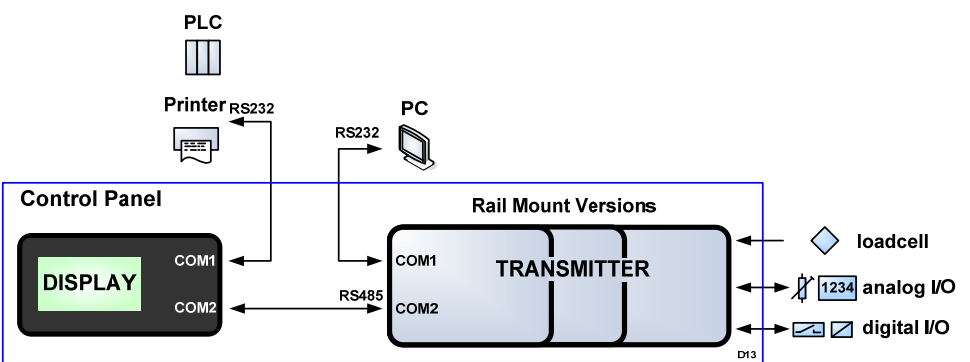 PLC
Printer
RS232
PC
RS232
Control Panel
Rail Mount Versions
DISPLAY
COM1
COM2
RS485
COM1
COM2
TRANSMITTER
loadcell
1234
analog I/O
digital I/O
D13